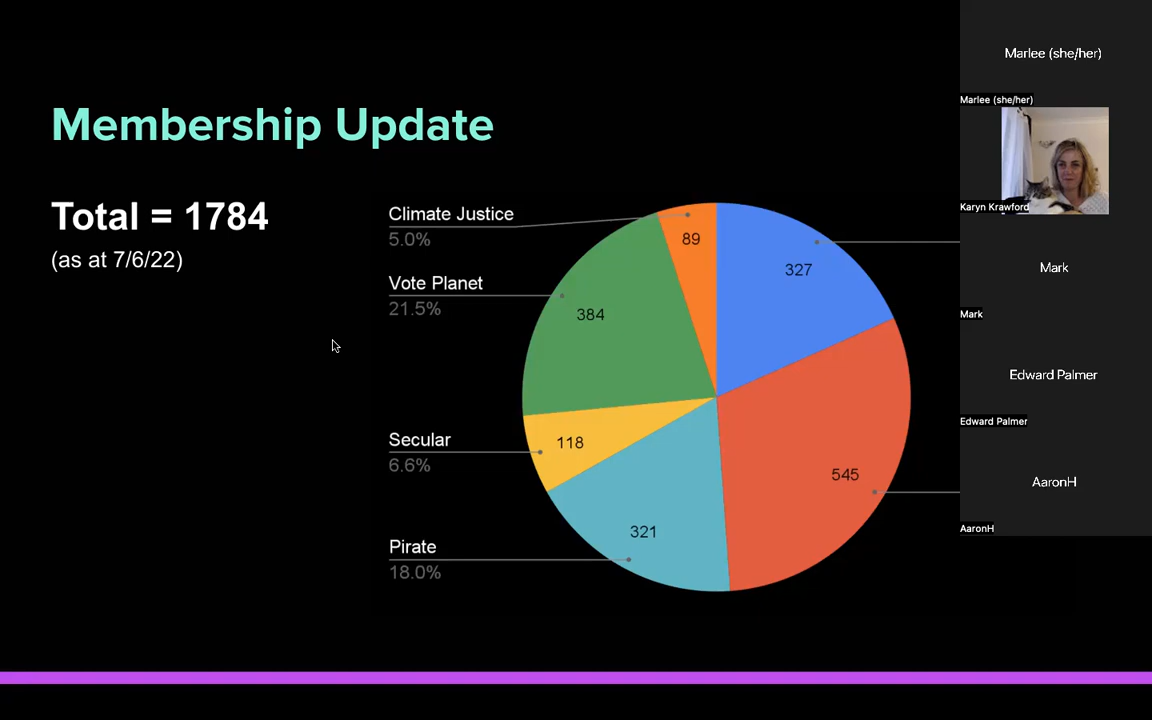 Membership Update
Total = 1784
(as at 7/6/22)
Climate Justice
5.0%
89
327
Vote Planet
21.5%
384
Secular
6.6%
118
545
Pirate
18.0%
321
Marlee (she/her)
Marlee (she/her)
Karyn Krawford
Mark
Mark
Edward Palmer
Edward Palmer
AaronH
AaronH